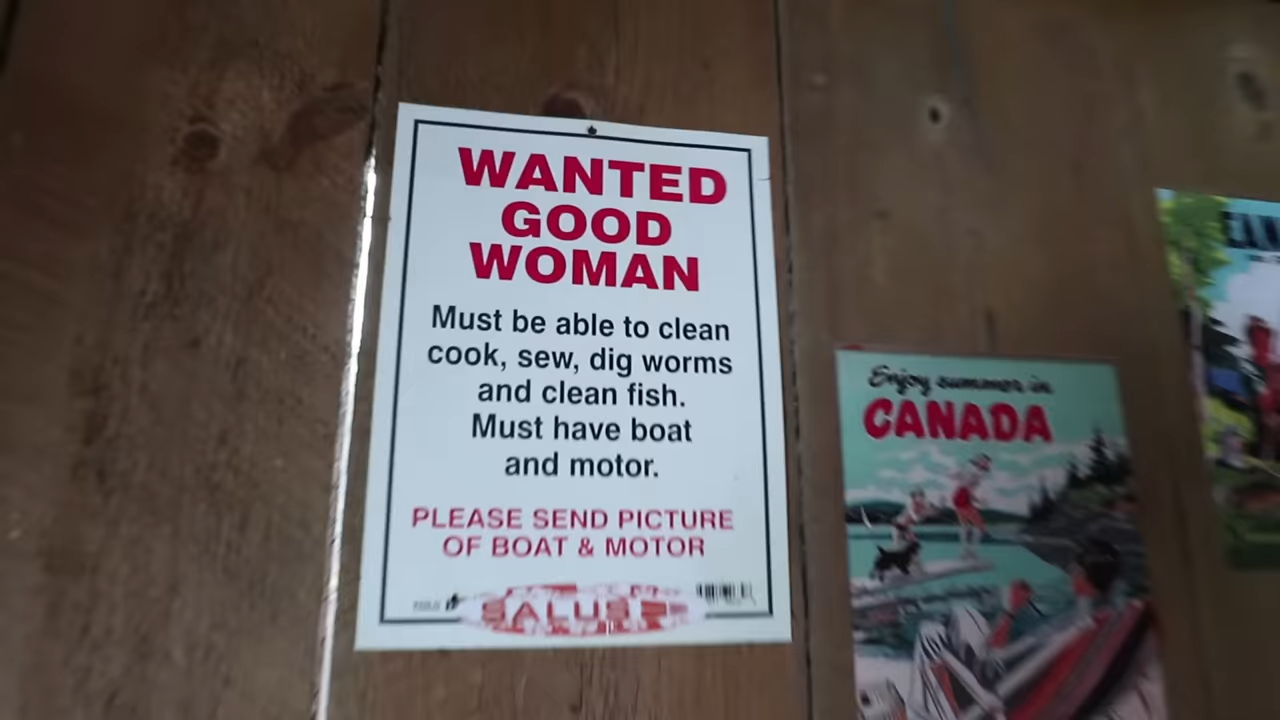 WANTED
GOOD
WOMAN
Must be able to clean
cook, sew, dig worms
and clean fish.
Must have boat
and motor.
PLEASE SEND PICTURE
OF BOAT & MOTOR
SALUS
Enjoy summer in
CANADA